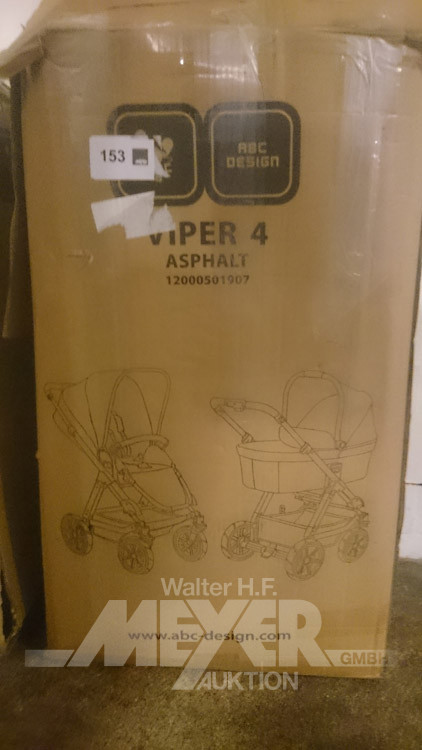 153
ABC
DESIGN
VIPER 4
ASPHALT
12000501907
Walter H.F.
MEYER
GMBH
www.abc-design.com
AUKTION